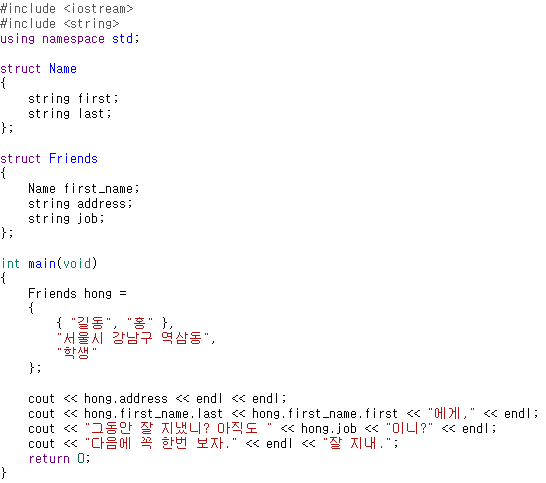 #include <iostream>
#include <string>
using namespace std;
struct Name
{
    string first;
    string last;
};
struct Friends
{
    Name first_name;
    string address;
    string job;
};
int main(void)
{
    Friends hong =
    {
        { "길동", "홍" },
        "서울시 강남구 역삼동",
        "학생"
    };
    cout << hong.address << endl << endl;
    cout << hong.first_name.last << hong.first_name.first << "에게," << endl;
    cout << "그동안 잘 지냈니? 아직도 " << hong.job << "이니?" << endl;
    cout << "다음에 꼭 한번 보자." << endl << "잘 지내.";
    return 0;
}